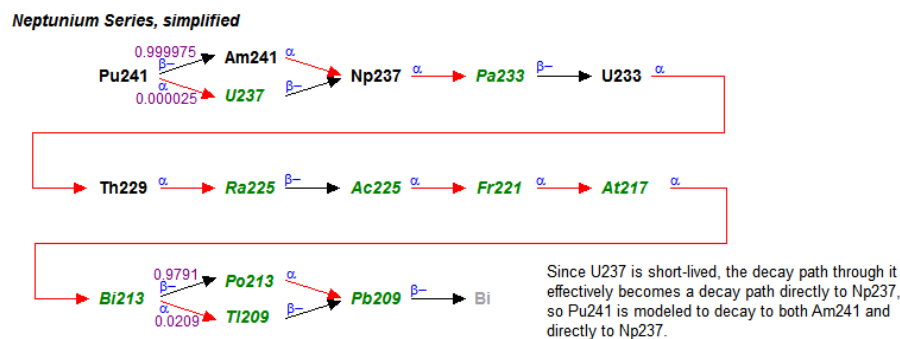 Neptunium Series, simplified
0.999975
β− Am241 α
Pu241 Np237 α Pa233 β− U233 α
α U237 β−
0.000025
Th229 α Ra225 β− Ac225 α Fr221 α At217 α
0.9791
β− Po213 α
Bi213 Pb209 β− Bi
α Tl209 β−
0.0209
Since U237 is short-lived, the decay path through it
effectively becomes a decay path directly to Np237,
so Pu241 is modeled to decay to both Am241 and
directly to Np237.